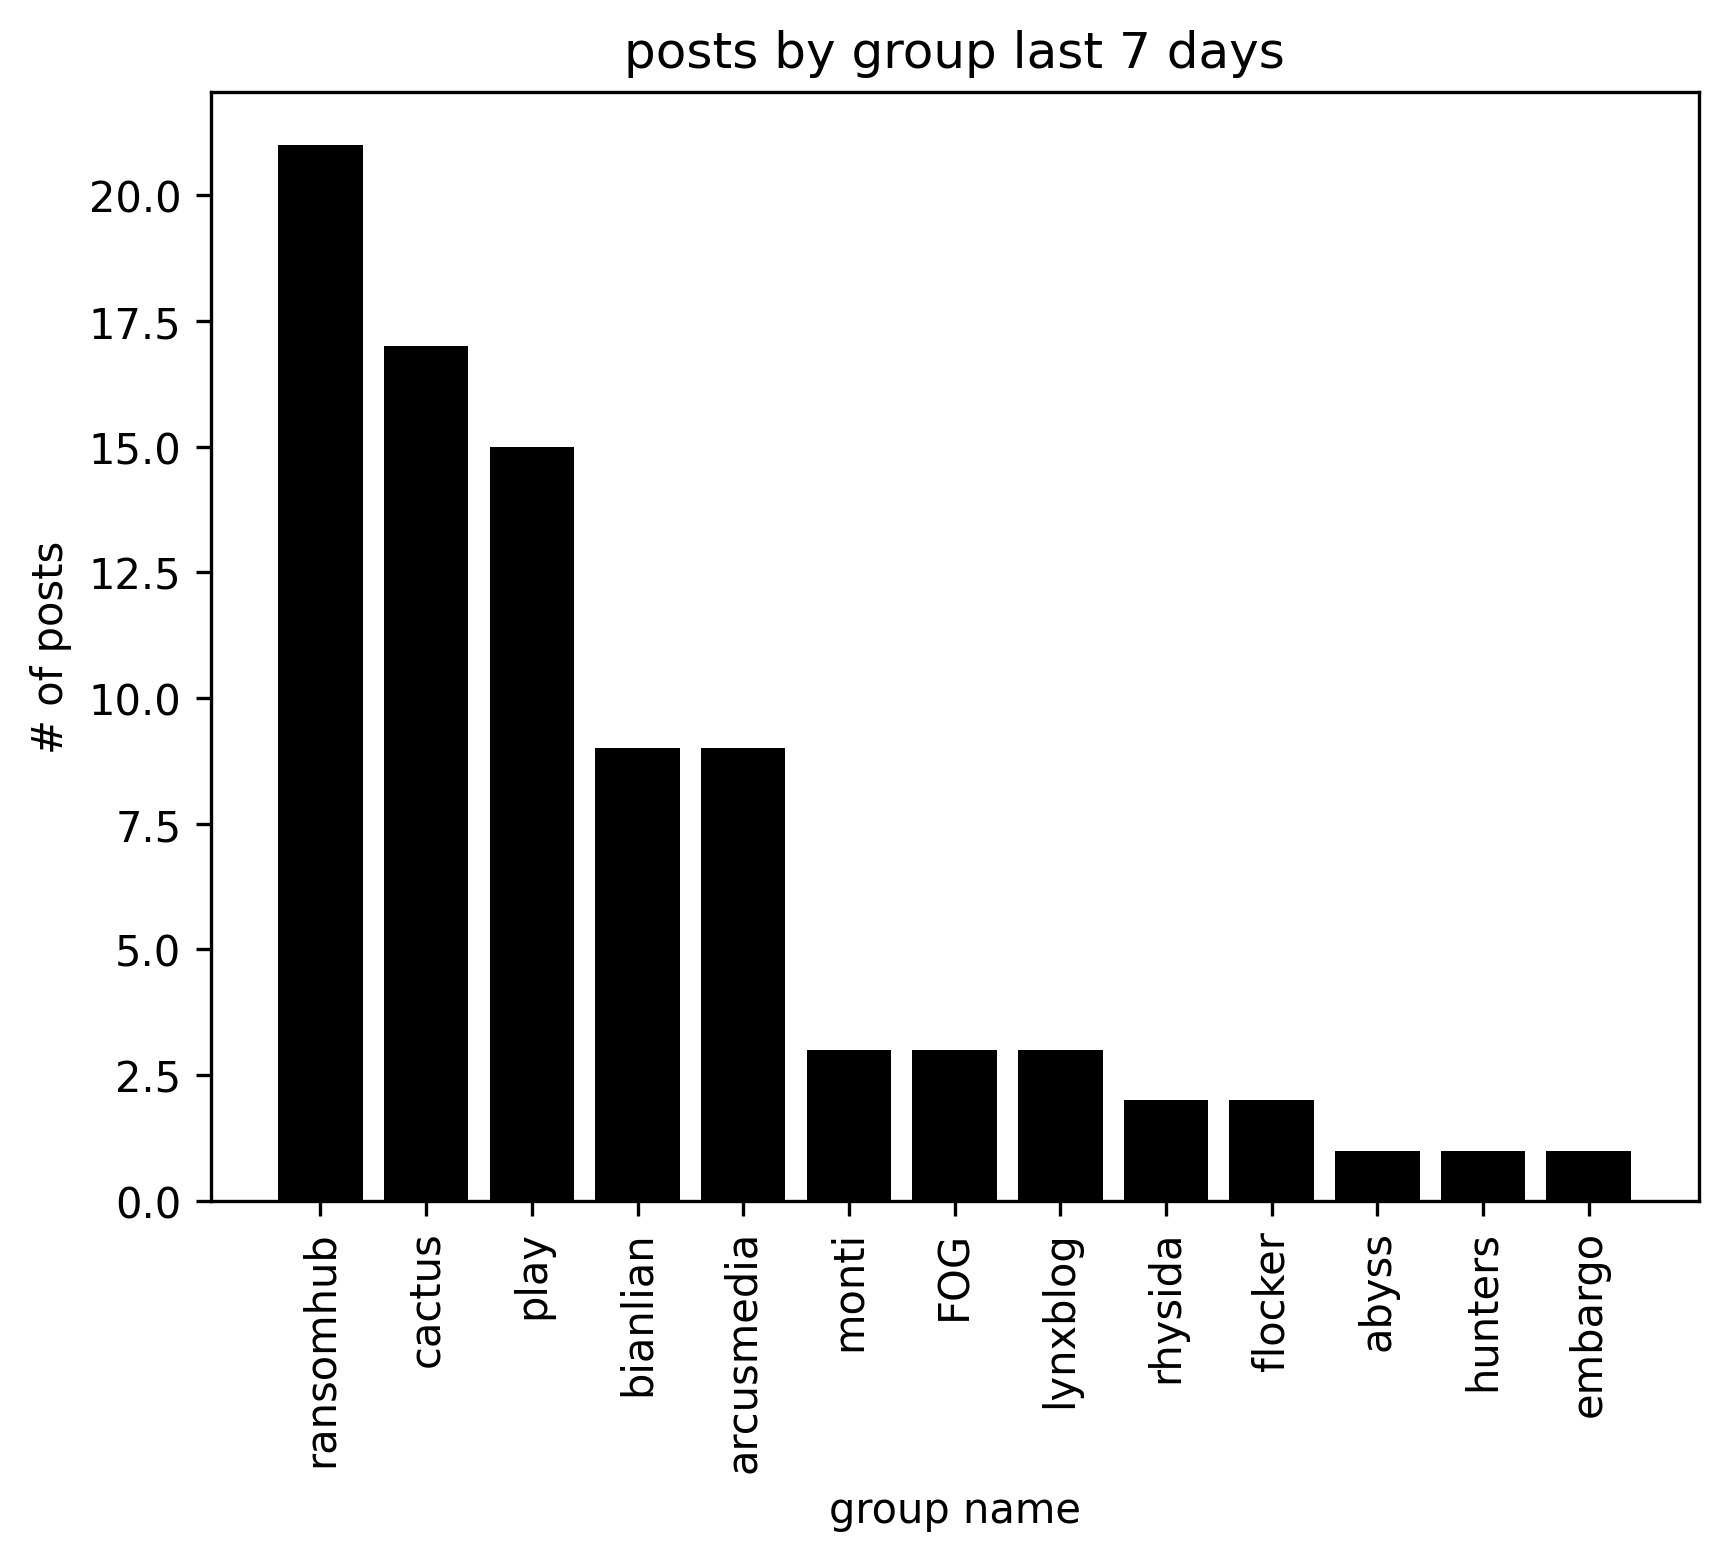 posts by group last 7 days
# of posts
20.0
17.5
15.0
12.5
10.0
7.5
5.0
2.5
0.0
ransomhub
cactus
play
bianlian
arcusmedia
monti
FOG
lynxblog
rhysida
flocker
abyss
hunters
embargo
group name